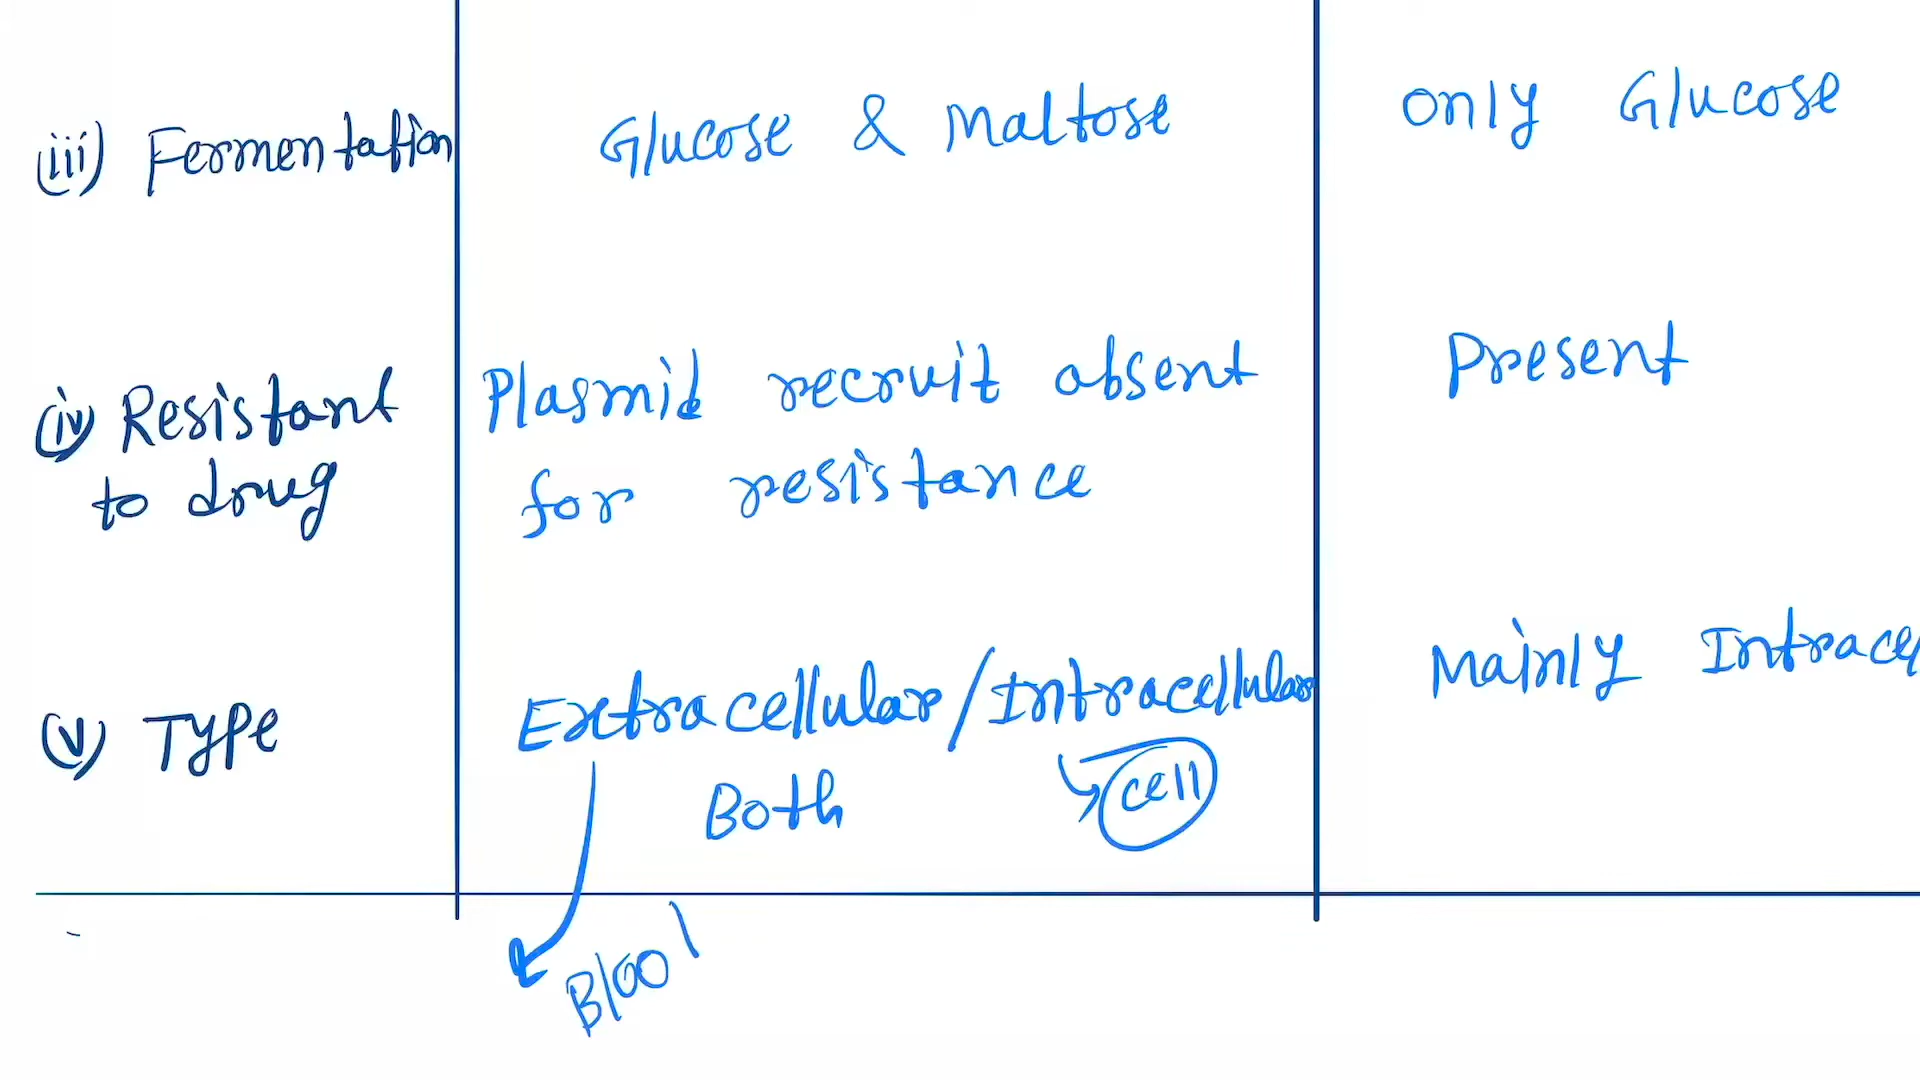 (iii) Fermentation Glucose & Maltose only Glucose
(iv) Resistant Plasmid recruit absent Present
to drug for resistance
(v) Type Extracellular/Intracellular Mainly Intrace
Both cell